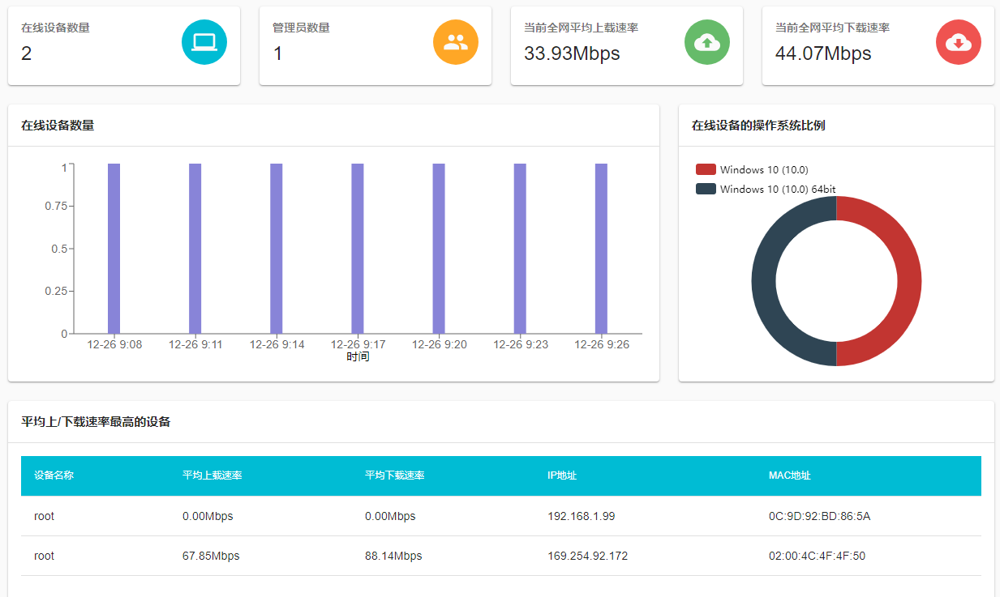 在线设备数量
2
管理员数量
1
当前全网平均上载速率
33.93Mbps
当前全网平均下载速率
44.07Mbps
在线设备数量
1
0.75
0.5
0.25
0
12-26 9:08 12-26 9:11 12-26 9:14 12-26 9:17 12-26 9:20 12-26 9:23 12-26 9:26
时间
在线设备的操作系统比例
Windows 10 (10.0)
Windows 10 (10.0) 64bit
平均上/下载速率最高的设备
设备名称 平均上载速率 平均下载速率 IP地址 MAC地址
root 0.00Mbps 0.00Mbps 192.168.1.99 0C:9D:92:BD:86:5A
root 67.85Mbps 88.14Mbps 169.254.92.172 02:00:4C:4F:4F:50